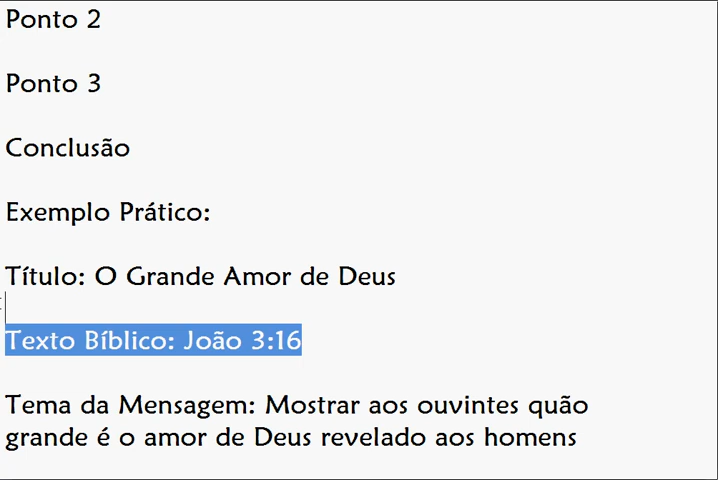 Ponto 2
Ponto 3
Conclusão
Exemplo Prático:
Título: O Grande Amor de Deus
Texto Bíblico: João 3:16
Tema da Mensagem: Mostrar aos ouvintes quão
grande é o amor de Deus revelado aos homens